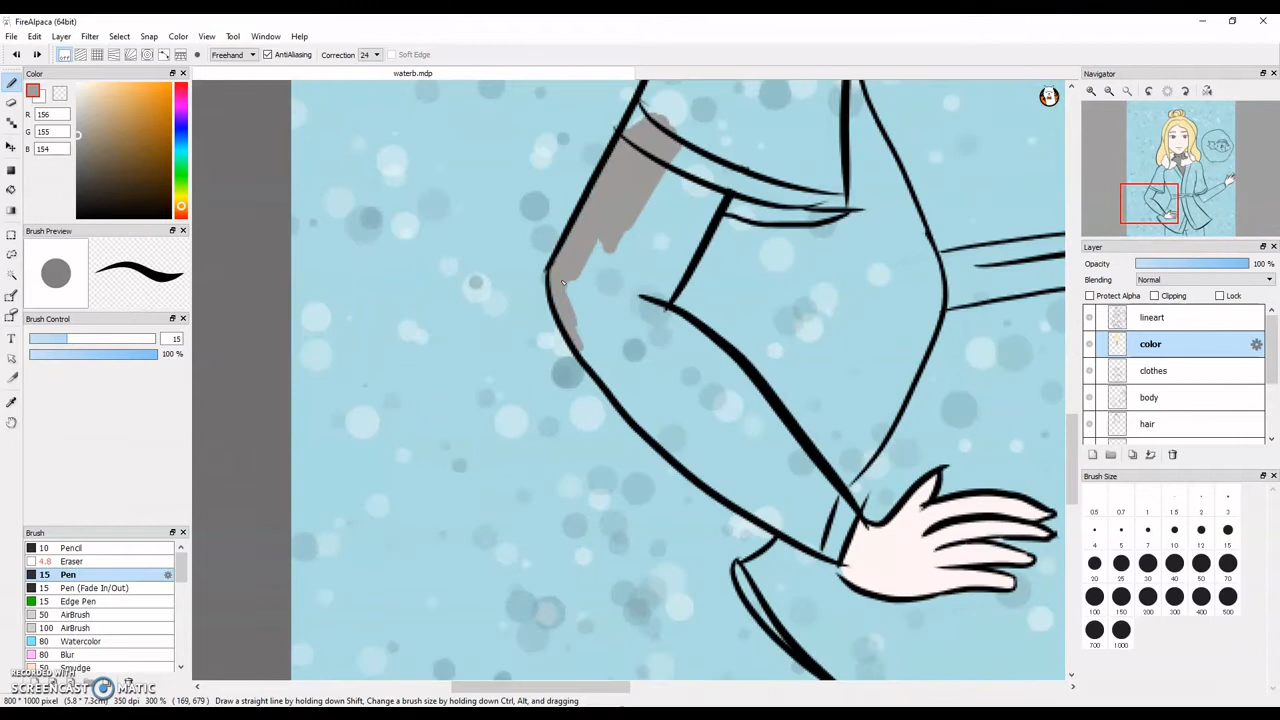 FireAlpaca (64bit)
File Edit Layer Filter Select Snap Color View Tool Window Help
OFF Freehand AntiAliasing Correction 24 Soft Edge
Color waterb.mdp Navigator
R 156
G 155
B 154
Brush Preview
Layer
Opacity 100 %
Blending Normal
Protect Alpha Clipping Lock
lineart
color
clothes
body
hair
Brush Control
15
100 %
Brush Size
0.5 0.7 1 1.5 2 3
4 5 7 10 12 15
20 25 30 40 50 70
100 150 200 300 400 500
700 1000
Brush
10 Pencil
4.8 Eraser
15 Pen
15 Pen (Fade In/Out)
15 Edge Pen
50 AirBrush
100 AirBrush
80 Watercolor
80 Blur
50 Smudge
RECORDED WITH
SCREENCAST MATIC
800 * 1000 pixel (5.8 * 7.3cm) 350 dpi 300 % ( 169, 679 ) Draw a straight line by holding down Shift, Change a brush size by holding down Ctrl, Alt, and dragging